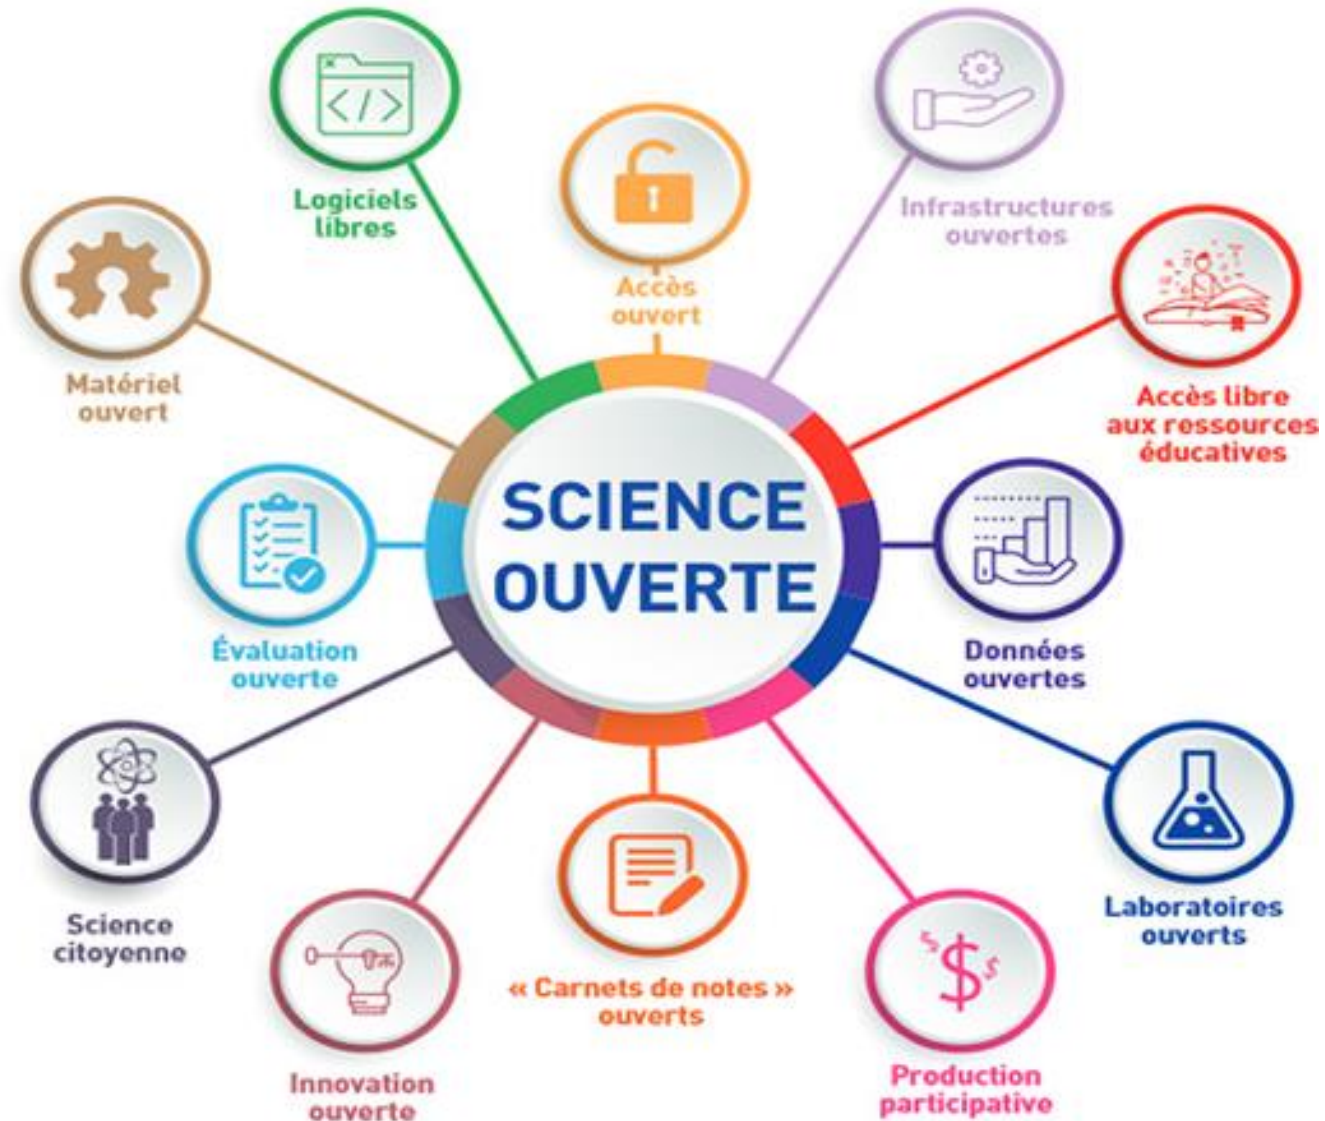 Logiciels
libres
Accès
ouvert
Infrastructures
ouvertes
Matériel
ouvert
Accès libre
aux ressources
éducatives
SCIENCE
OUVERTE
Évaluation
ouverte
Données
ouvertes
Science
citoyenne
Laboratoires
ouverts
« Carnets de notes »
ouverts
Innovation
ouverte
Production
participative